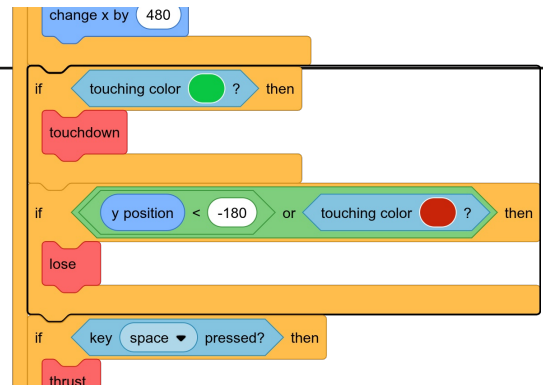 change x by 480
if touching color ? then
touchdown
if y position < -180 or touching color ? then
lose
if key space pressed? then
thrust